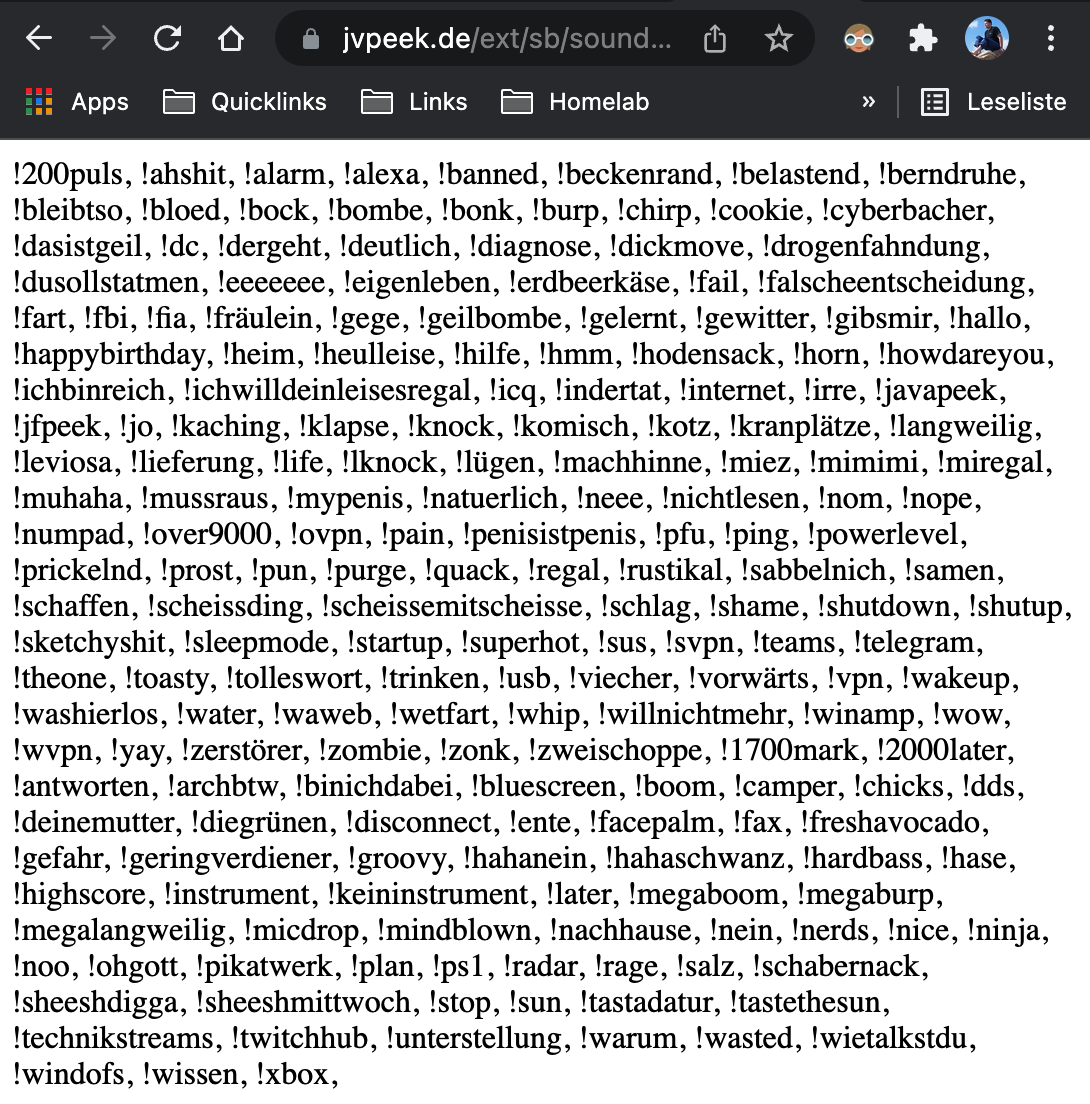 jvpeek.de/ext/sb/sound...
Apps Quicklinks Links Homelab » Leseliste
!200puls, !ahshit, !alarm, !alexa, !banned, !beckenrand, !belastend, !berndruhe,
!bleibtso, !bloed, !bock, !bombe, !bonk, !burp, !chirp, !cookie, !cyberbacher,
!dasistgeil, !dc, !dergeht, !deutlich, !diagnose, !dickmove, !drogenfahndung,
!dusollstatmen, !eeeeeee, !eigenleben, !erdbeerkäse, !fail, !falscheentscheidung,
!fart, !fbi, !fia, !fräulein, !gege, !geilbombe, !gelernt, !gewitter, !gibsmir, !hallo,
!happybirthday, !heim, !heulleise, !hilfe, !hmm, !hodensack, !horn, !howdareyou,
!ichbinreich, !ichwilldeinleisesregal, !icq, !indertat, !internet, !irre, !javapeek,
!jfpeek, !jo, !kaching, !klapse, !knock, !komisch, !kotz, !kranplätze, !langweilig,
!leviosa, !lieferung, !life, !lknock, !lügen, !machhinne, !miez, !mimimi, !miregal,
!muhaha, !mussraus, !mypenis, !natuerlich, !neee, !nichtlesen, !nom, !nope,
!numpad, !over9000, !ovpn, !pain, !penisistpenis, !pfu, !ping, !powerlevel,
!prickelnd, !prost, !pun, !purge, !quack, !regal, !rustikal, !sabbelnich, !samen,
!schaffen, !scheissding, !scheissemitscheisse, !schlag, !shame, !shutdown, !shutup,
!sketchyshit, !sleepmode, !startup, !superhot, !sus, !svpn, !teams, !telegram,
!theone, !toasty, !tolleswort, !trinken, !usb, !viecher, !vorwärts, !vpn, !wakeup,
!washierlos, !water, !waweb, !wetfart, !whip, !willnichtmehr, !winamp, !wow,
!wvpn, !yay, !zerstörer, !zombie, !zonk, !zweischoppe, !1700mark, !2000later,
!antworten, !archbtw, !binichdabei, !bluescreen, !boom, !camper, !chicks, !dds,
!deinemutter, !diegrünen, !disconnect, !ente, !facepalm, !fax, !freshavocado,
!gefahr, !geringverdiener, !groovy, !hahanein, !hahaschwanz, !hardbass, !hase,
!highscore, !instrument, !keininstrument, !later, !megaboom, !megaburp,
!megalangweilig, !micdrop, !mindblown, !nachhause, !nein, !nerds, !nice, !ninja,
!noo, !ohgott, !pikatwerk, !plan, !ps1, !radar, !rage, !salz, !schabernack,
!sheeshdigga, !sheeshmittwoch, !stop, !sun, !tastadatur, !tastethesun,
!technikstreams, !twitchhub, !unterstellung, !warum, !wasted, !wietalkstdu,
!windofs, !wissen, !xbox,